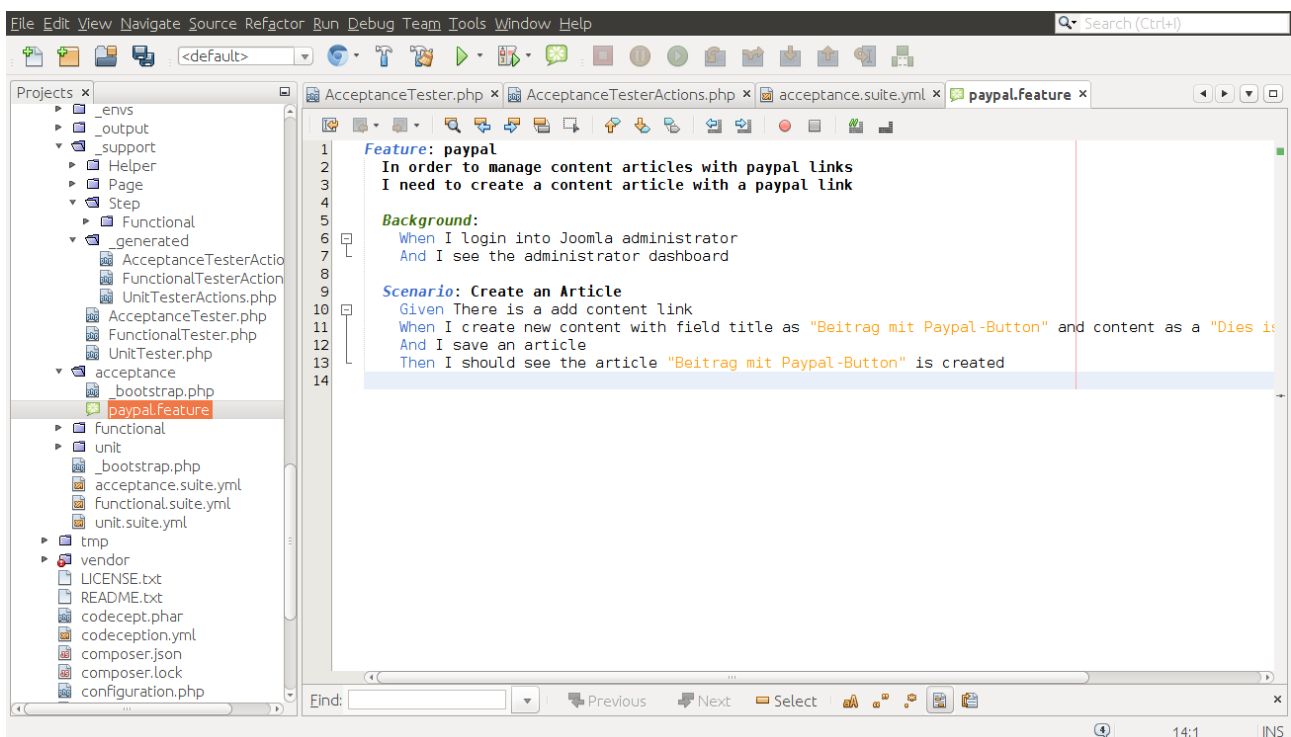 File Edit View Navigate Source Refactor Run Debug Team Tools Window Help
Search (Ctrl+I)
<default>
Projects
AcceptanceTester.php
AcceptanceTesterActions.php
acceptance.suite.yml
paypal.feature
_envs
_output
_support
Helper
Page
Step
Functional
_generated
AcceptanceTesterActio
FunctionalTesterAction
UnitTesterActions.php
AcceptanceTester.php
FunctionalTester.php
UnitTester.php
acceptance
_bootstrap.php
paypal.feature
functional
unit
_bootstrap.php
acceptance.suite.yml
functional.suite.yml
unit.suite.yml
tmp
vendor
LICENSE.txt
README.txt
codecept.phar
codeception.yml
composer.json
composer.lock
configuration.php
1 Feature: paypal
2 In order to manage content articles with paypal links
3 I need to create a content article with a paypal link
4
5 Background:
6 When I login into Joomla administrator
7 And I see the administrator dashboard
8
9 Scenario: Create an Article
10 Given There is a add content link
11 When I create new content with field title as "Beitrag mit Paypal-Button" and content as a "Dies is
12 And I save an article
13 Then I should see the article "Beitrag mit Paypal-Button" is created
14
Find: Previous Next Select
4 14:1 INS